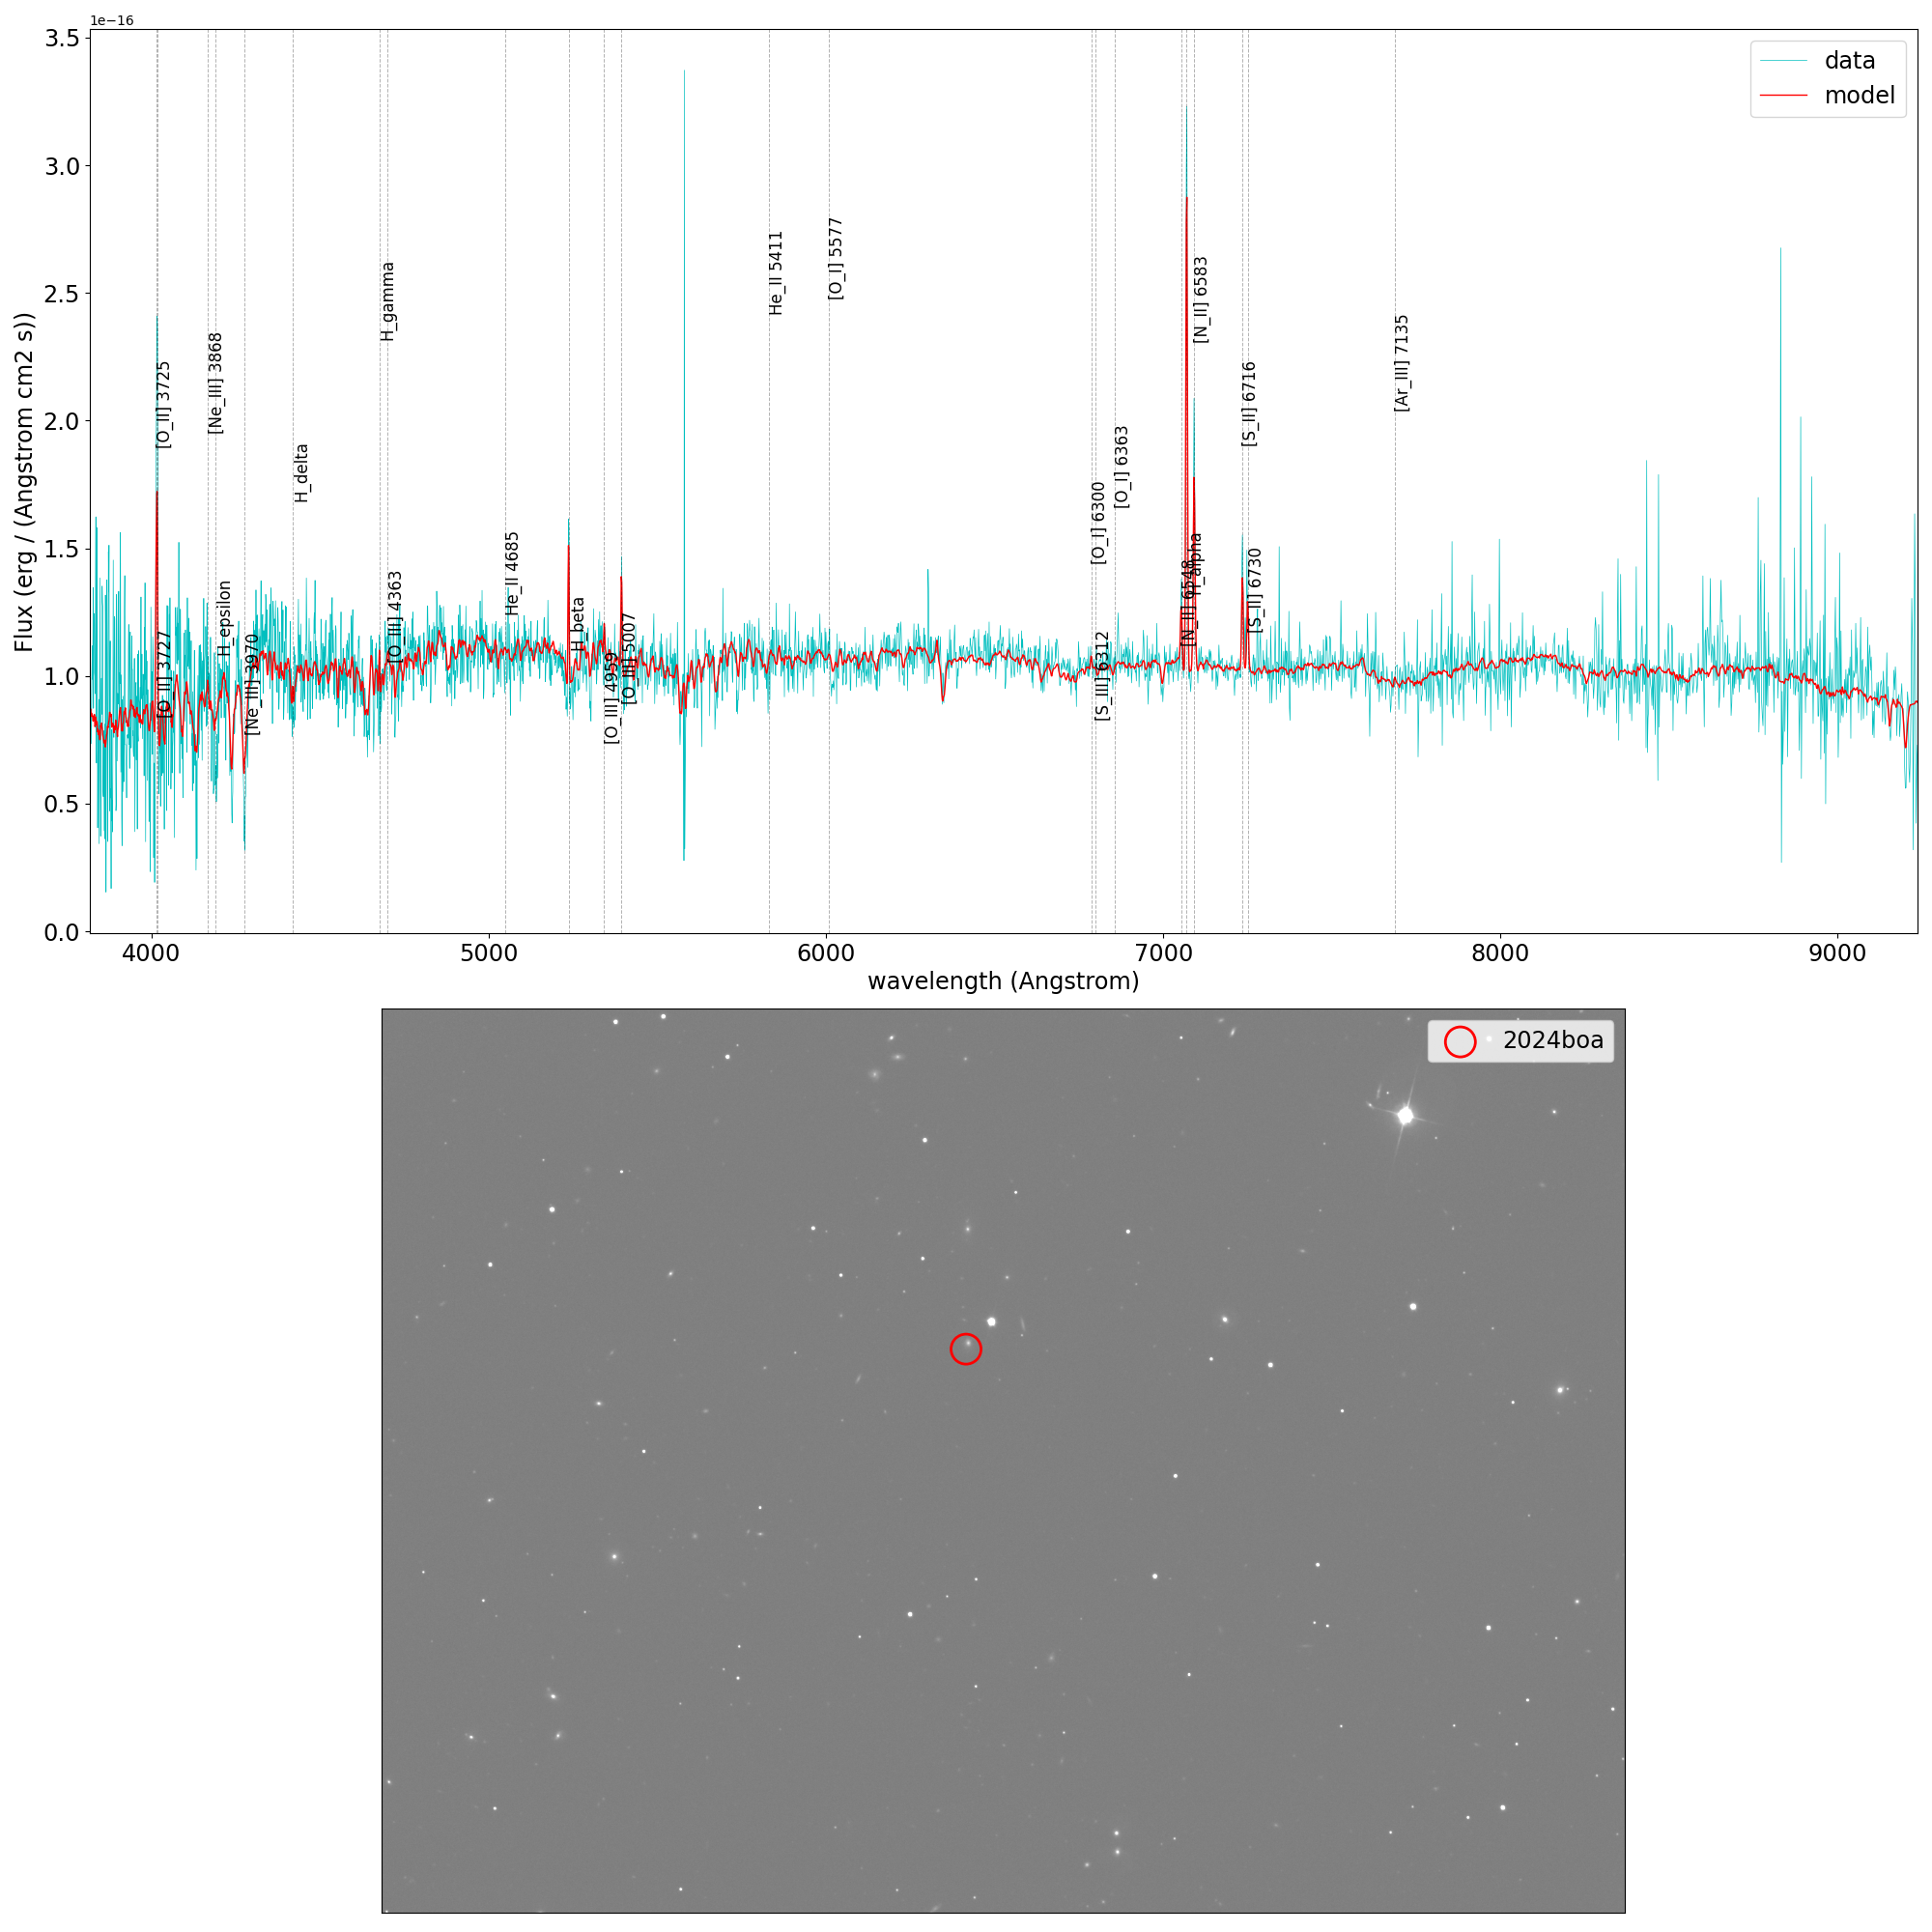 1e−16
3.5
3.0
2.5
2.0
1.5
1.0
0.5
0.0
Flux (erg / (Angstrom cm2 s))
data
model
[O_II] 3725
[O_II] 3727
[Ne_III] 3868
H_epsilon
[Ne_III] 3970
H_delta
H_gamma
[O_III] 4363
He_II 4685
H_beta
[O_III] 4959
[O_III] 5007
He_II 5411
[O_I] 5577
[O_I] 6300
[S_III] 6312
[O_I] 6363
[N_II] 6548
H_alpha
[N_II] 6583
[S_II] 6716
[S_II] 6730
[Ar_III] 7135
4000 5000 6000 7000 8000 9000
wavelength (Angstrom)
2024boa